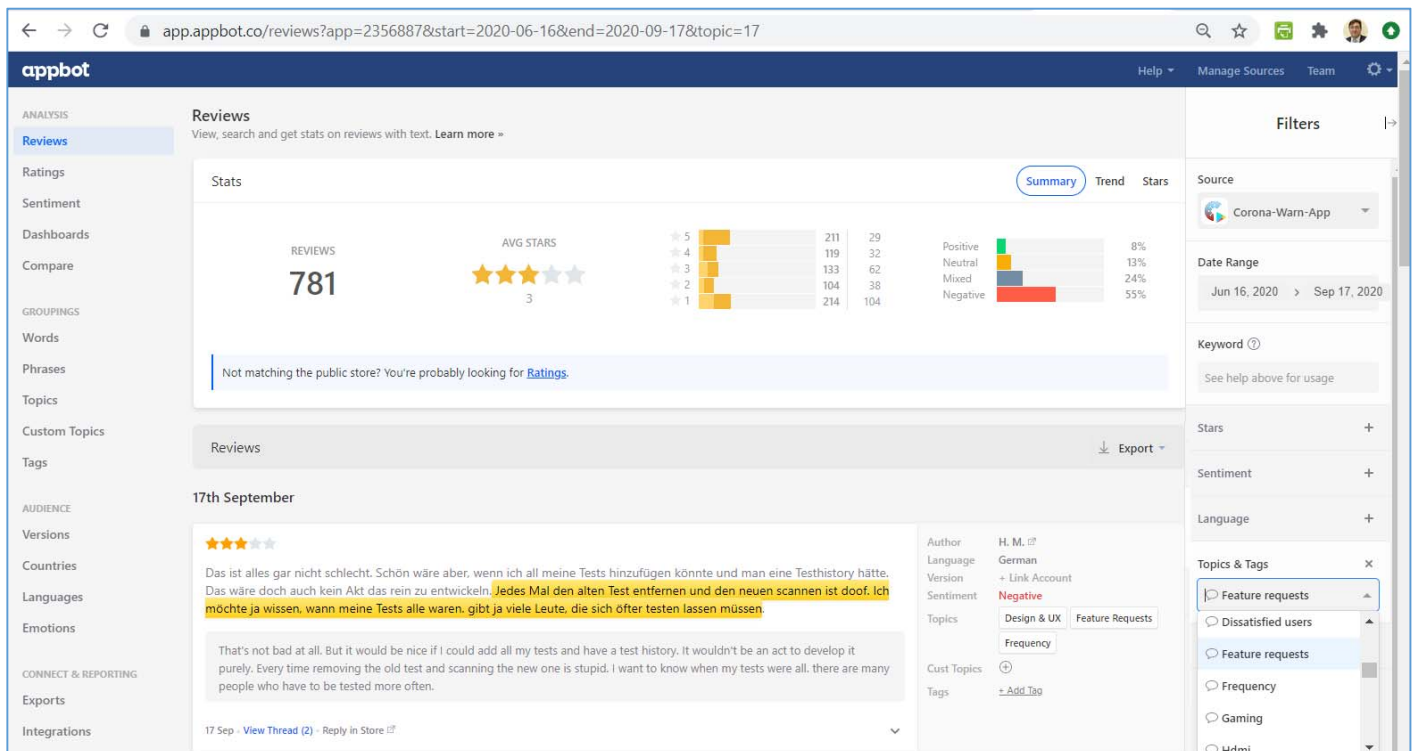 app.appbot.co/reviews?app=2356887&start=2020-06-16&end=2020-09-17&topic=17
appbot
Help
Manage Sources
Team
ANALYSIS
Reviews
Ratings
Sentiment
Dashboards
Compare
GROUPINGS
Words
Phrases
Topics
Custom Topics
Tags
AUDIENCE
Versions
Countries
Languages
Emotions
CONNECT & REPORTING
Exports
Integrations
Reviews
View, search and get stats on reviews with text. Learn more »
Stats
Summary Trend Stars
REVIEWS
781
AVG STARS
3
5 211 29
4 119 32
3 133 62
2 104 38
1 214 104
Positive 8%
Neutral 13%
Mixed 24%
Negative 55%
Not matching the public store? You're probably looking for Ratings.
Reviews
Export
17th September
Das ist alles gar nicht schlecht. Schön wäre aber, wenn ich all meine Tests hinzufügen könnte und man eine Testhistory hätte.
Das wäre doch auch kein Akt das rein zu entwickeln. Jedes Mal den alten Test entfernen und den neuen scannen ist doof. Ich
möchte ja wissen, wann meine Tests alle waren. gibt ja viele Leute, die sich öfter testen lassen müssen.
That's not bad at all. But it would be nice if I could add all my tests and have a test history. It wouldn't be an act to develop it
purely. Every time removing the old test and scanning the new one is stupid. I want to know when my tests were all. there are many
people who have to be tested more often.
17 Sep - View Thread (2) - Reply in Store
Author H. M.
Language German
Version + Link Account
Sentiment Negative
Topics Design & UX Feature Requests
Frequency
Cust Topics
Tags + Add Tag
Filters
Source
Corona-Warn-App
Date Range
Jun 16, 2020 > Sep 17, 2020
Keyword
See help above for usage
Stars +
Sentiment +
Language +
Topics & Tags ×
Feature requests
Dissatisfied users
Feature requests
Frequency
Gaming
Hdmi